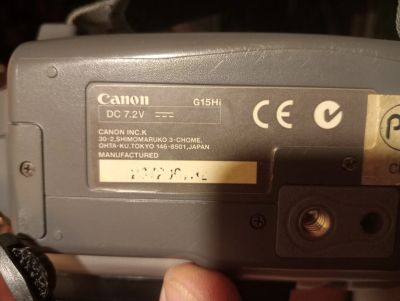 Canon G15Hi
DC 7.2V
CANON INC.K
30-2,SHIMOMARUKO 3-CHOME,
OHTA-KU,TOKYO 146-8501,JAPAN
MANUFACTURED
CE